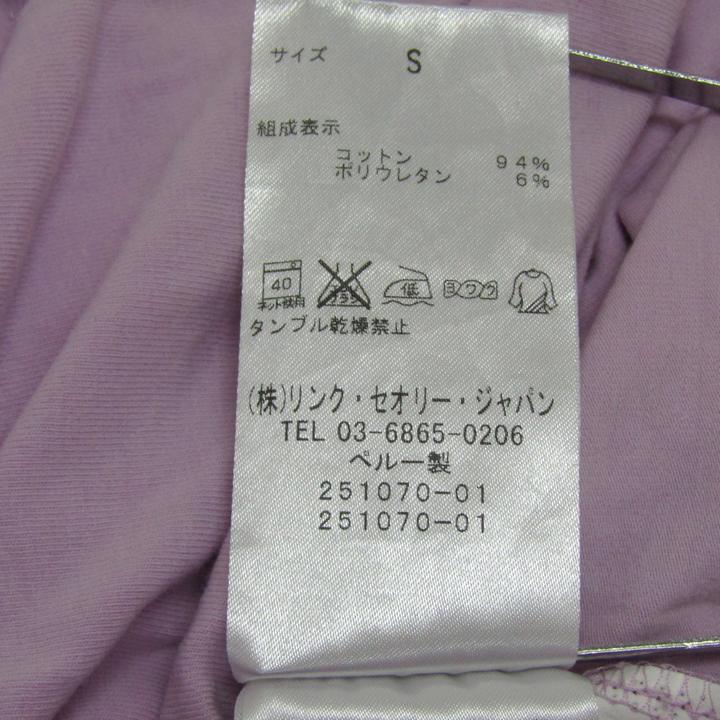 サイズ S
組成表示
コットン 94%
ポリウレタン 6%
40 ネット使用 低 ヨワク
タンブル乾燥禁止
(株)リンク・セオリー・ジャパン
TEL 03-6865-0206
ペルー製
251070-01
251070-01